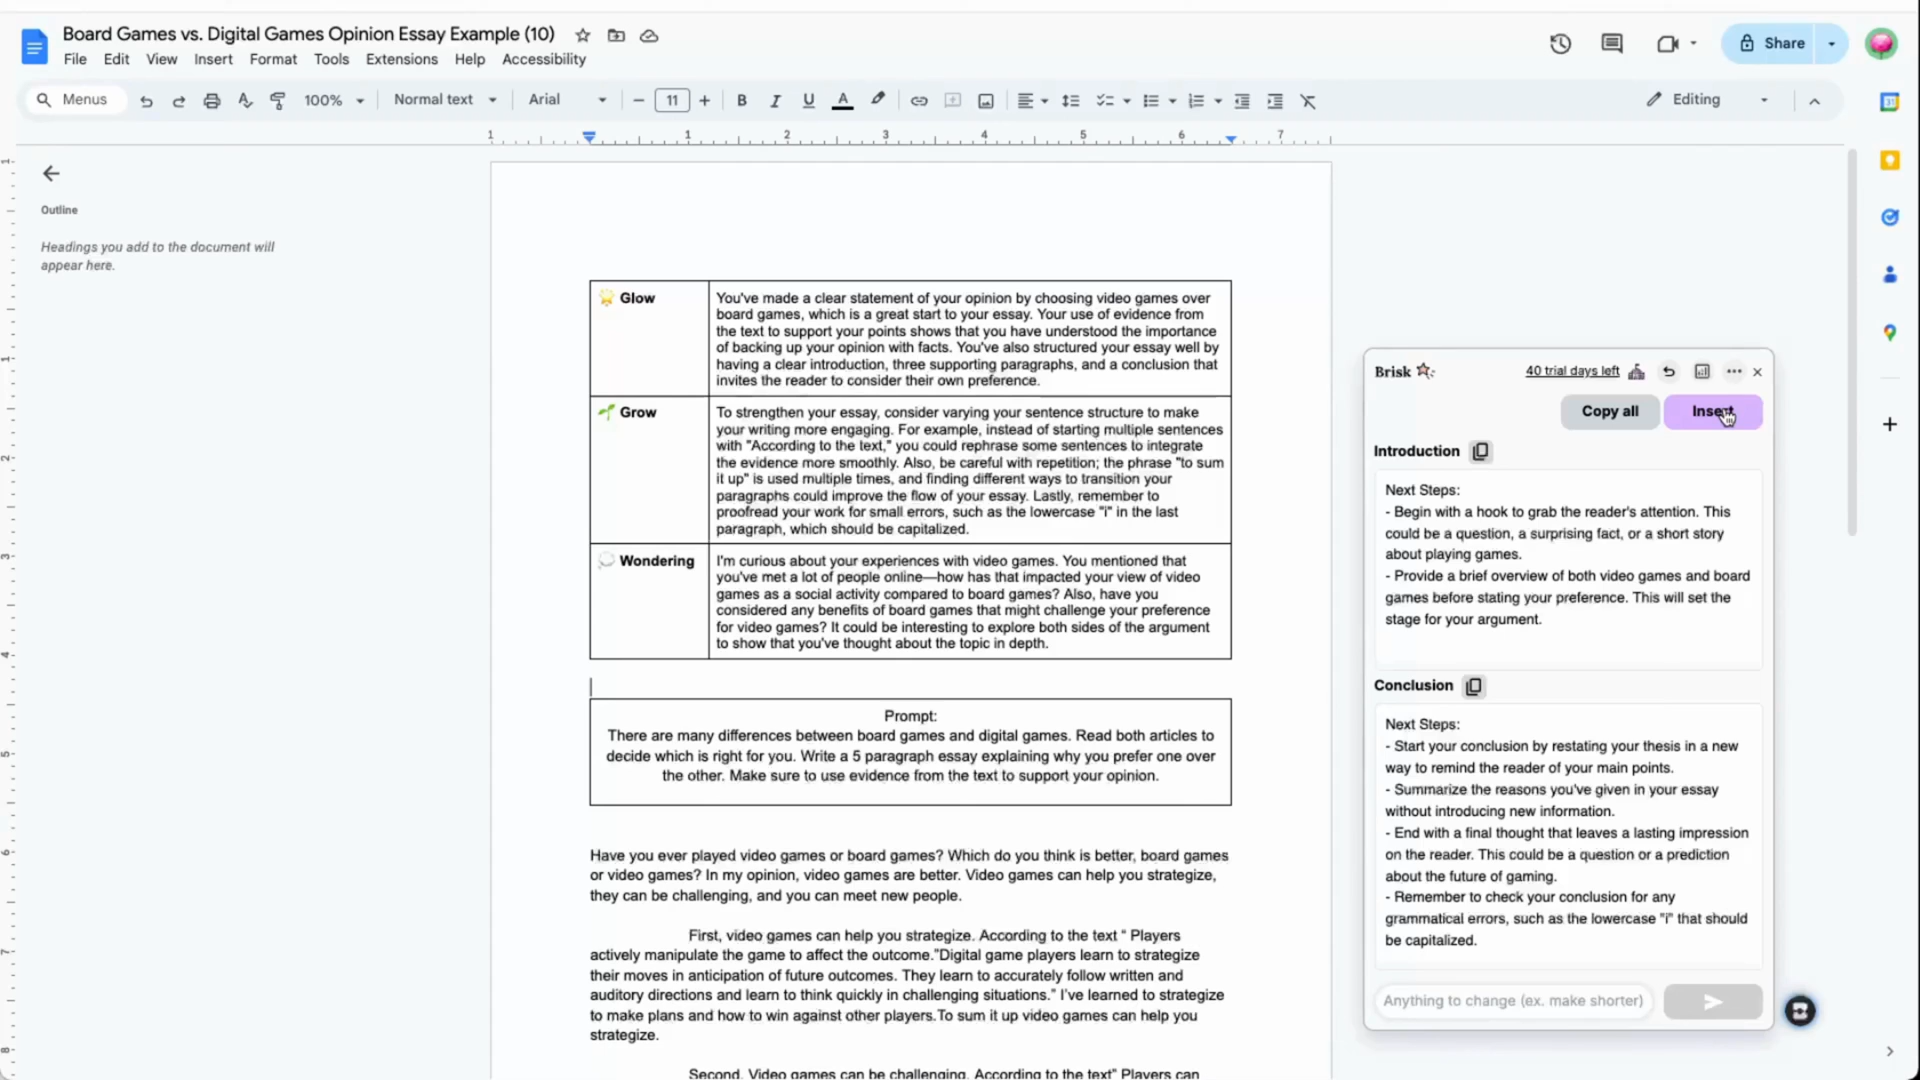 Board Games vs. Digital Games Opinion Essay Example (10)
File Edit View Insert Format Tools Extensions Help Accessibility
Share
Menus
100%
Normal text
Arial
11
Editing
1 1 2 3 4 5 6 7
Outline
Headings you add to the document will
appear here.
Glow
You've made a clear statement of your opinion by choosing video games over
board games, which is a great start to your essay. Your use of evidence from
the text to support your points shows that you have understood the importance
of backing up your opinion with facts. You've also structured your essay well by
having a clear introduction, three supporting paragraphs, and a conclusion that
invites the reader to consider their own preference.
Grow
To strengthen your essay, consider varying your sentence structure to make
your writing more engaging. For example, instead of starting multiple sentences
with "According to the text," you could rephrase some sentences to integrate
the evidence more smoothly. Also, be careful with repetition; the phrase "to sum
it up" is used multiple times, and finding different ways to transition your
paragraphs could improve the flow of your essay. Lastly, remember to
proofread your work for small errors, such as the lowercase "i" in the last
paragraph, which should be capitalized.
Wondering
I'm curious about your experiences with video games. You mentioned that
you've met a lot of people online—how has that impacted your view of video
games as a social activity compared to board games? Also, have you
considered any benefits of board games that might challenge your preference
for video games? It could be interesting to explore both sides of the argument
to show that you've thought about the topic in depth.
Prompt:
There are many differences between board games and digital games. Read both articles to
decide which is right for you. Write a 5 paragraph essay explaining why you prefer one over
the other. Make sure to use evidence from the text to support your opinion.
Have you ever played video games or board games? Which do you think is better, board games
or video games? In my opinion, video games are better. Video games can help you strategize,
they can be challenging, and you can meet new people.
First, video games can help you strategize. According to the text “ Players
actively manipulate the game to affect the outcome.”Digital game players learn to strategize
their moves in anticipation of future outcomes. They learn to accurately follow written and
auditory directions and learn to think quickly in challenging situations.” I’ve learned to strategize
to make plans and how to win against other players.To sum it up video games can help you
strategize.
Second, Video games can be challenging. According to the text” Players can
Brisk
40 trial days left
Copy all
Insert
Introduction
Next Steps:
- Begin with a hook to grab the reader's attention. This
could be a question, a surprising fact, or a short story
about playing games.
- Provide a brief overview of both video games and board
games before stating your preference. This will set the
stage for your argument.
Conclusion
Next Steps:
- Start your conclusion by restating your thesis in a new
way to remind the reader of your main points.
- Summarize the reasons you've given in your essay
without introducing new information.
- End with a final thought that leaves a lasting impression
on the reader. This could be a question or a prediction
about the future of gaming.
- Remember to check your conclusion for any
grammatical errors, such as the lowercase "i" that should
be capitalized.
Anything to change (ex. make shorter)